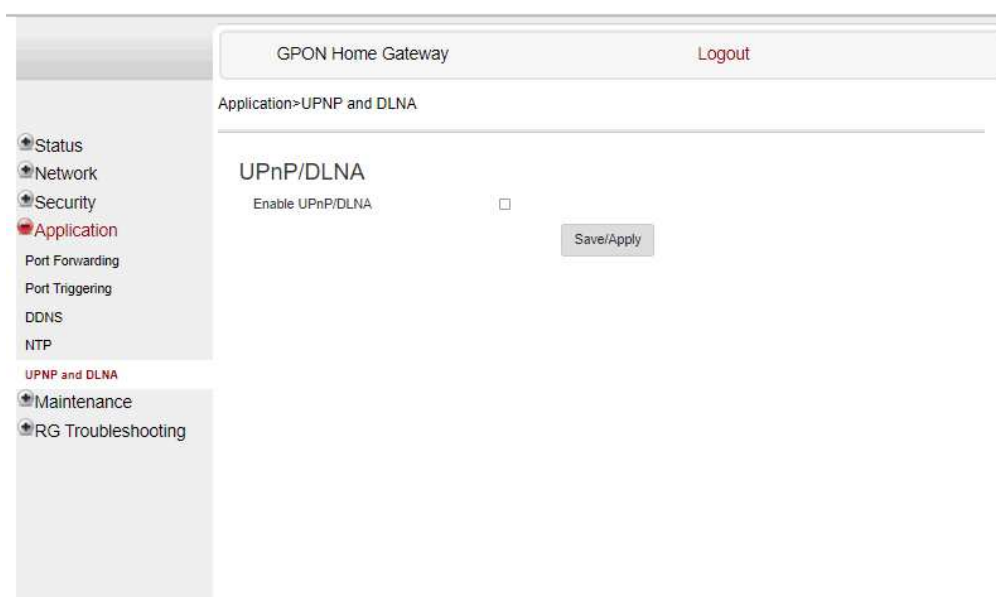 GPON Home Gateway Logout
Application>UPNP and DLNA
Status
Network
Security
Application
Port Forwarding
Port Triggering
DDNS
NTP
UPNP and DLNA
Maintenance
RG Troubleshooting
UPnP/DLNA
Enable UPnP/DLNA
Save/Apply